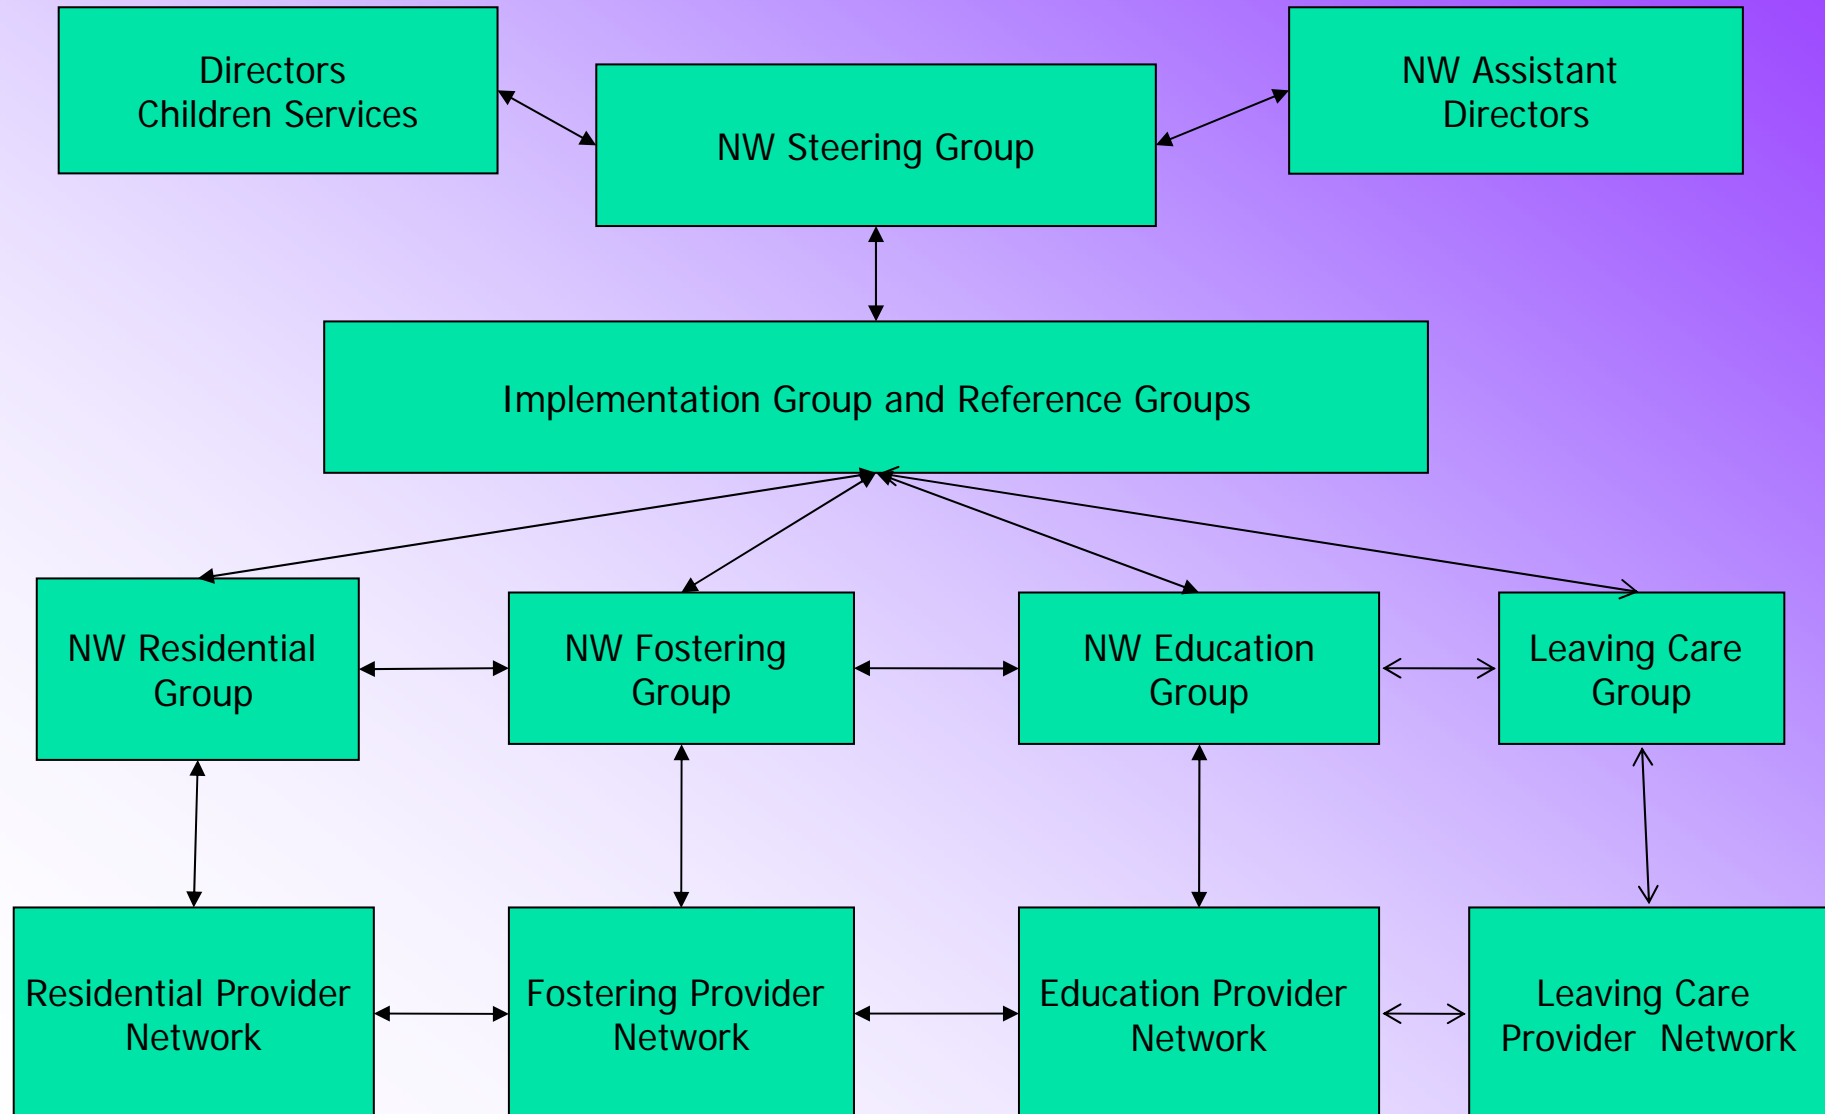 Directors
Children Services
NW Steering Group
NW Assistant
Directors
Implementation Group and Reference Groups
NW Residential
Group
NW Fostering
Group
NW Education
Group
Leaving Care
Group
Residential Provider
Network
Fostering Provider
Network
Education Provider
Network
Leaving Care
Provider  Network